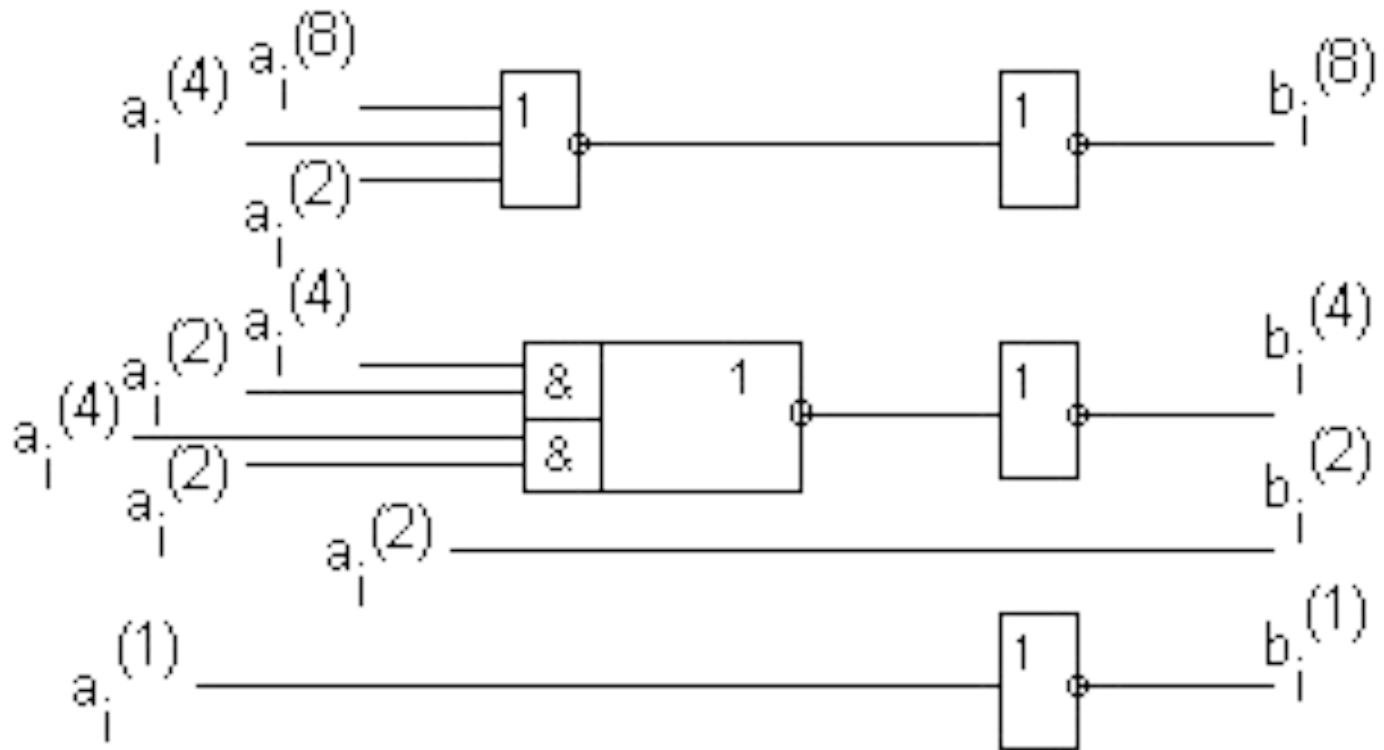 a_i^(8)
a_i^(4)
1
1
b_i^(8)
a_i^(2)
a_i^(4)
a_i^(2)
a_i^(4)
&
1
1
b_i^(4)
&
a_i^(2)
b_i^(2)
a_i^(2)
a_i^(1)
1
b_i^(1)